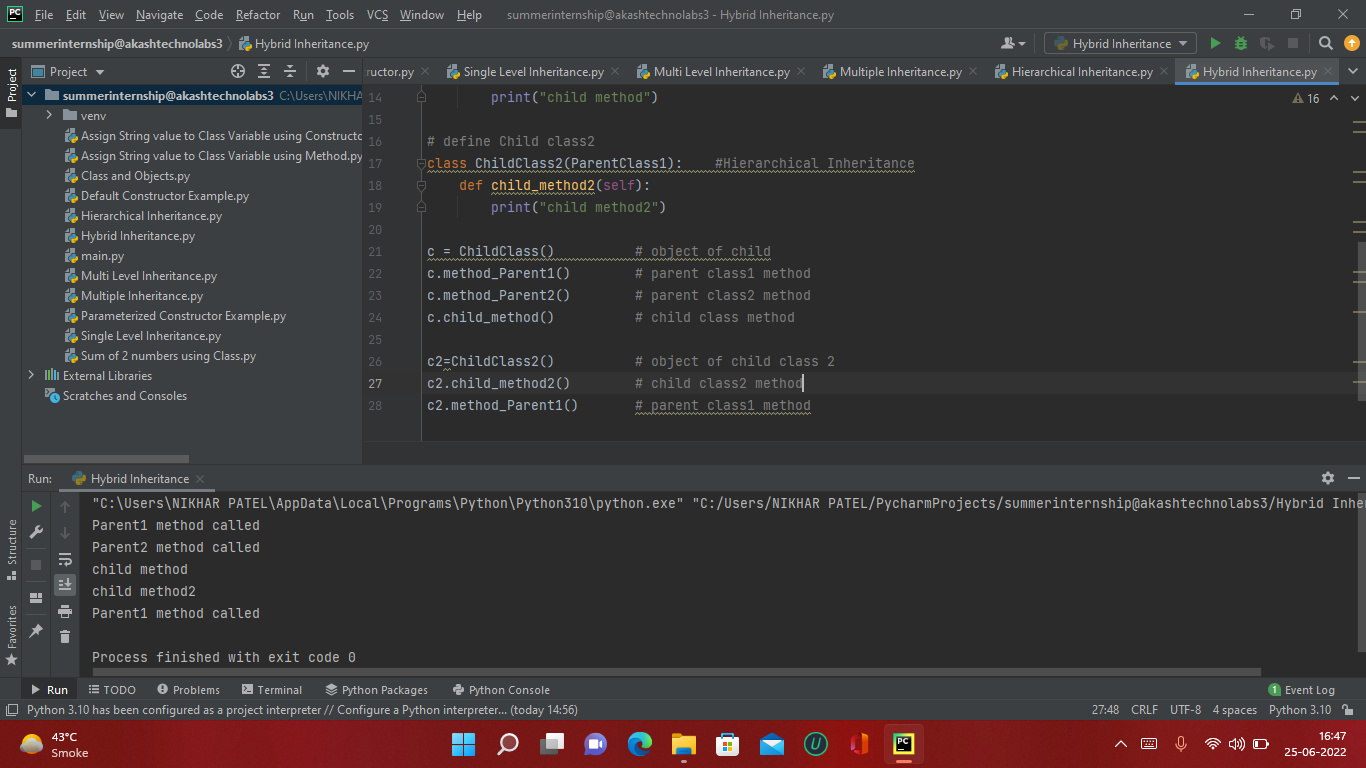 PC File Edit View Navigate Code Refactor Run Tools VCS Window Help summerinternship@akashtechnolabs3 - Hybrid Inheritance.py
summerinternship@akashtechnolabs3 Hybrid Inheritance.py Hybrid Inheritance
Project
Project
ructor.py Single Level Inheritance.py Multi Level Inheritance.py Multiple Inheritance.py Hierarchical Inheritance.py Hybrid Inheritance.py
summerinternship@akashtechnolabs3 C:\Users\NIKHA
venv
Assign String value to Class Variable using Constructo
Assign String value to Class Variable using Method.py
Class and Objects.py
Default Constructor Example.py
Hierarchical Inheritance.py
Hybrid Inheritance.py
main.py
Multi Level Inheritance.py
Multiple Inheritance.py
Parameterized Constructor Example.py
Single Level Inheritance.py
Sum of 2 numbers using Class.py
External Libraries
Scratches and Consoles
16
14 print("child method")
15
16 # define Child class2
17 class ChildClass2(ParentClass1): #Hierarchical Inheritance
18 def child_method2(self):
19 print("child method2")
20
21 c = ChildClass() # object of child
22 c.method_Parent1() # parent class1 method
23 c.method_Parent2() # parent class2 method
24 c.child_method() # child class method
25
26 c2=ChildClass2() # object of child class 2
27 c2.child_method2() # child class2 method
28 c2.method_Parent1() # parent class1 method
Run: Hybrid Inheritance
"C:\Users\NIKHAR PATEL\AppData\Local\Programs\Python\Python310\python.exe" "C:/Users/NIKHAR PATEL/PycharmProjects/summerinternship@akashtechnolabs3/Hybrid Inher
Parent1 method called
Parent2 method called
child method
child method2
Parent1 method called
Process finished with exit code 0
Structure
Favorites
Run TODO Problems Terminal Python Packages Python Console 1 Event Log
Python 3.10 has been configured as a project interpreter // Configure a Python interpreter... (today 14:56) 27:48 CRLF UTF-8 4 spaces Python 3.10
43°C
Smoke
U
PC
16:47
25-06-2022